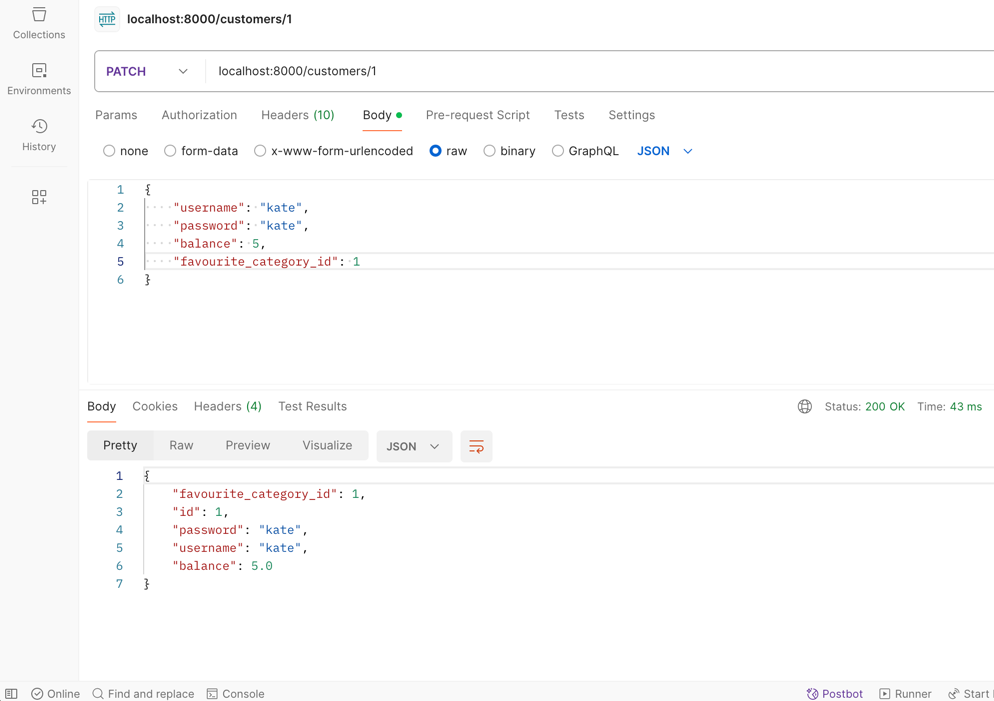 Collections
Environments
History
HTTP localhost:8000/customers/1
PATCH localhost:8000/customers/1
Params Authorization Headers (10) Body Pre-request Script Tests Settings
none form-data x-www-form-urlencoded raw binary GraphQL JSON
1 {
2 ····"username":·"kate",
3 ····"password":·"kate",
4 ····"balance":·5,
5 ····"favourite_category_id":·1
6 }
Body Cookies Headers (4) Test Results Status: 200 OK Time: 43 ms
Pretty Raw Preview Visualize JSON
1 {
2 "favourite_category_id": 1,
3 "id": 1,
4 "password": "kate",
5 "username": "kate",
6 "balance": 5.0
7 }
Online Find and replace Console Postbot Runner Start